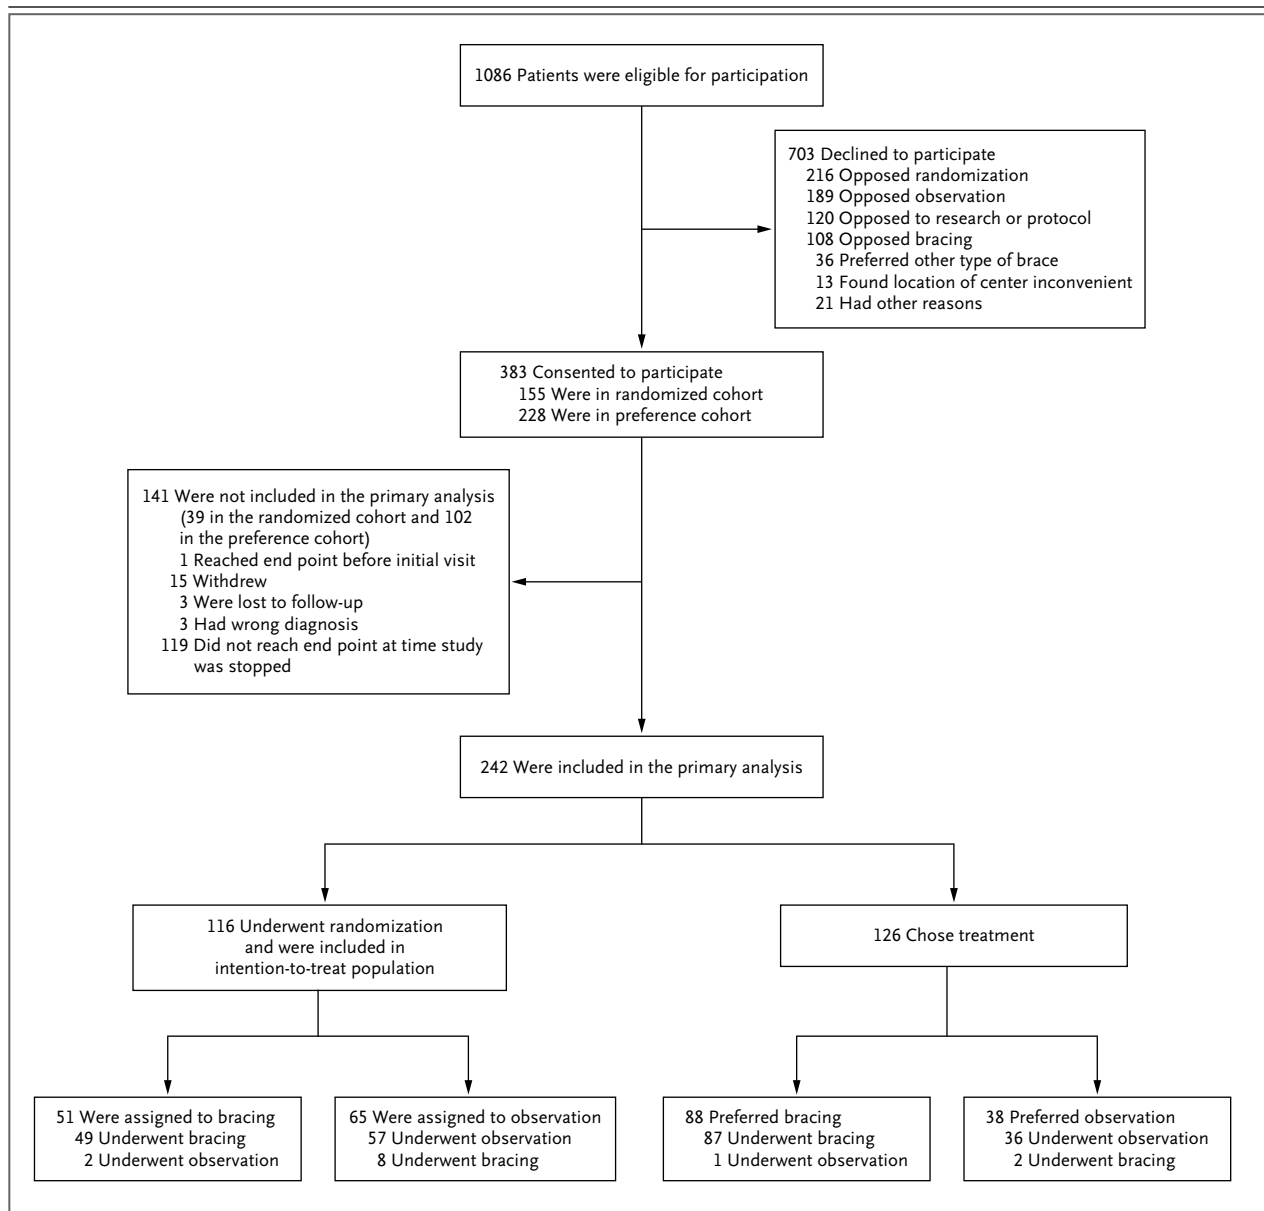 1086 Patients were eligible for participation
703 Declined to participate
216 Opposed randomization
189 Opposed observation
120 Opposed to research or protocol
108 Opposed bracing
36 Preferred other type of brace
13 Found location of center inconvenient
21 Had other reasons
383 Consented to participate
155 Were in randomized cohort
228 Were in preference cohort
141 Were not included in the primary analysis
(39 in the randomized cohort and 102
in the preference cohort)
1 Reached end point before initial visit
15 Withdrew
3 Were lost to follow-up
3 Had wrong diagnosis
119 Did not reach end point at time study
was stopped
242 Were included in the primary analysis
116 Underwent randomization
and were included in
intention-to-treat population
126 Chose treatment
51 Were assigned to bracing
49 Underwent bracing
2 Underwent observation
65 Were assigned to observation
57 Underwent observation
8 Underwent bracing
88 Preferred bracing
87 Underwent bracing
1 Underwent observation
38 Preferred observation
36 Underwent observation
2 Underwent bracing